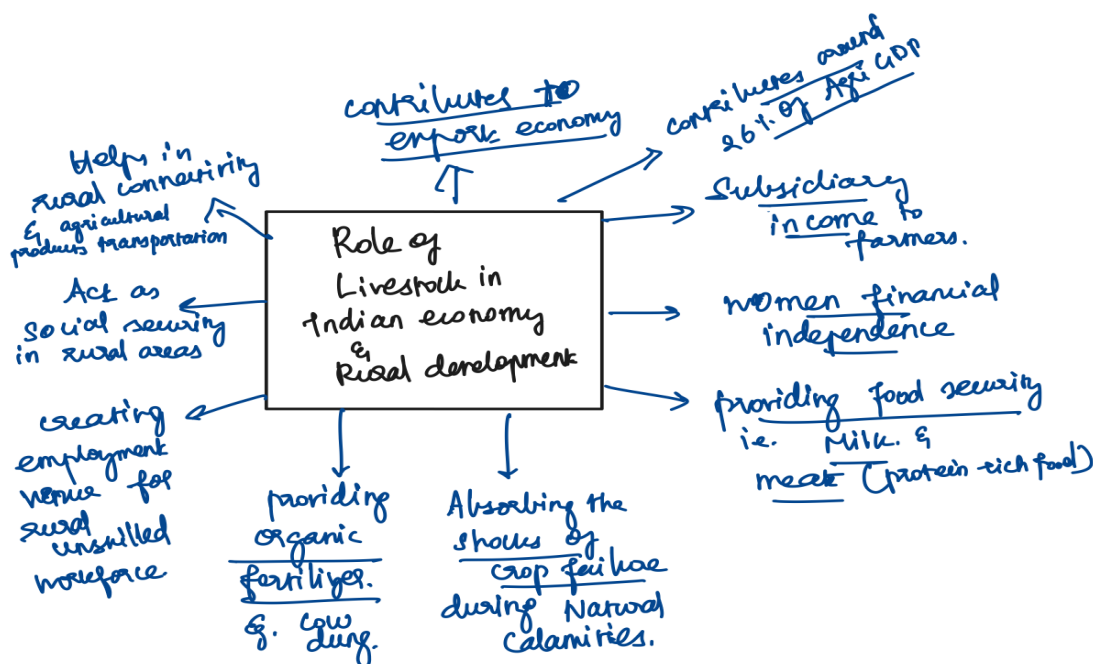 Role of
Livestock in
Indian economy
&
Rural development
contributes to
export economy
contributes around
26% of Agri GDP
Subsidiary
income to
farmers.
women financial
independence
providing food security
i.e. Milk. &
meat (protein rich food)
Absorbing the
shocks of
crop failure
during Natural
Calamities.
providing
organic
fertilizer.
Eg. cow
dung.
creating
employment
venue for
rural
unskilled
workforce
Act as
social security
in rural areas
Helps in
rural connectivity
& agricultural
products transportation